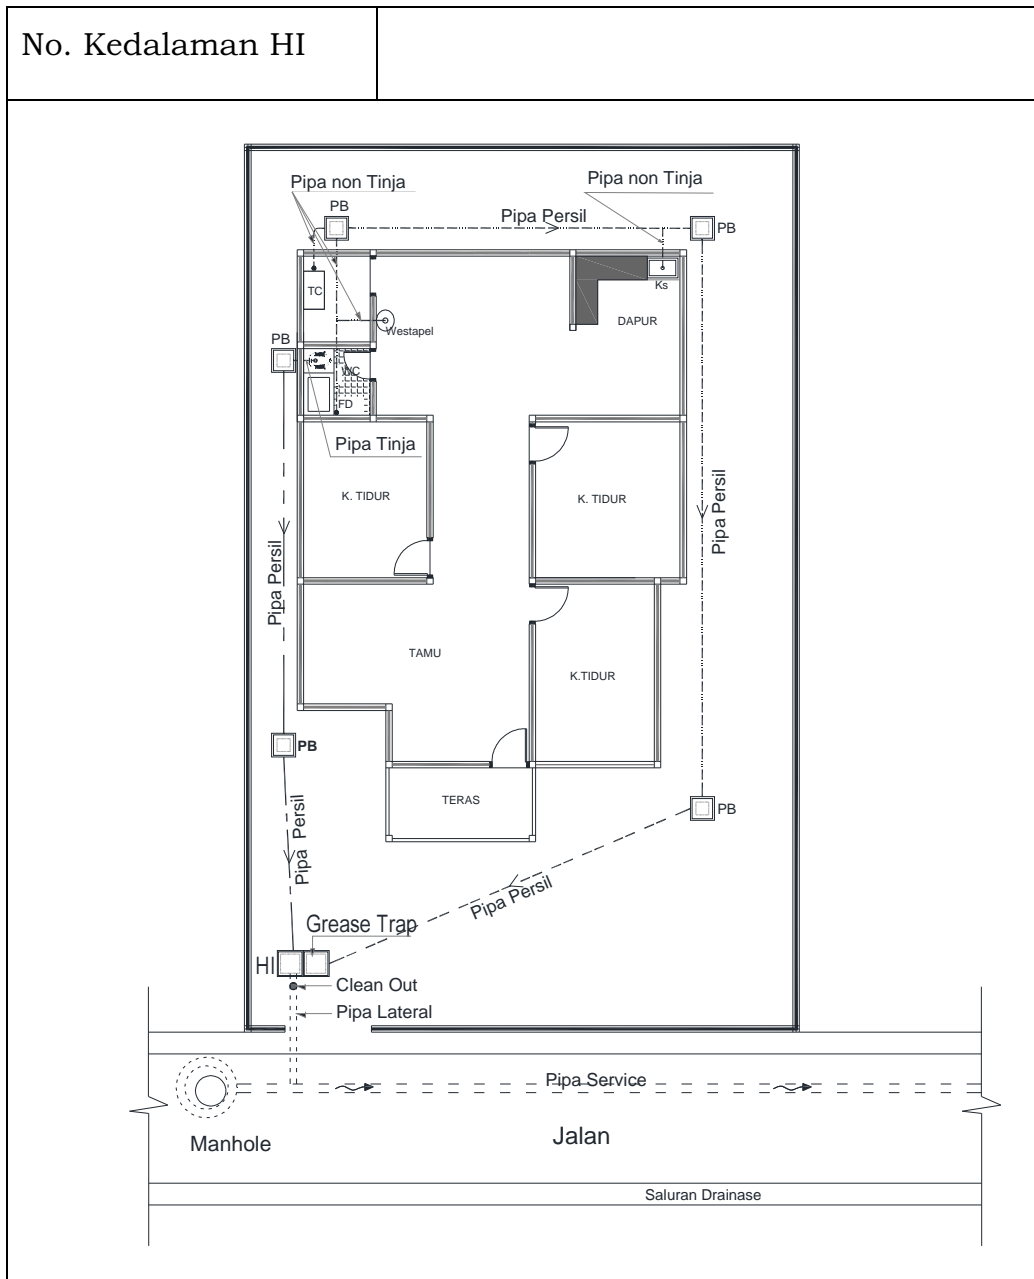 No. Kedalaman HI
Pipa non Tinja
Pipa non Tinja
PB
Pipa Persil
PB
TC
Ks
DAPUR
Westapel
PB
WC
FD
Pipa Tinja
K. TIDUR
K. TIDUR
Pipa Persil
Pipa Persil
TAMU
K.TIDUR
PB
TERAS
PB
Pipa Persil
Pipa Persil
Grease Trap
HI
Clean Out
Pipa Lateral
Pipa Service
Manhole
Jalan
Saluran Drainase